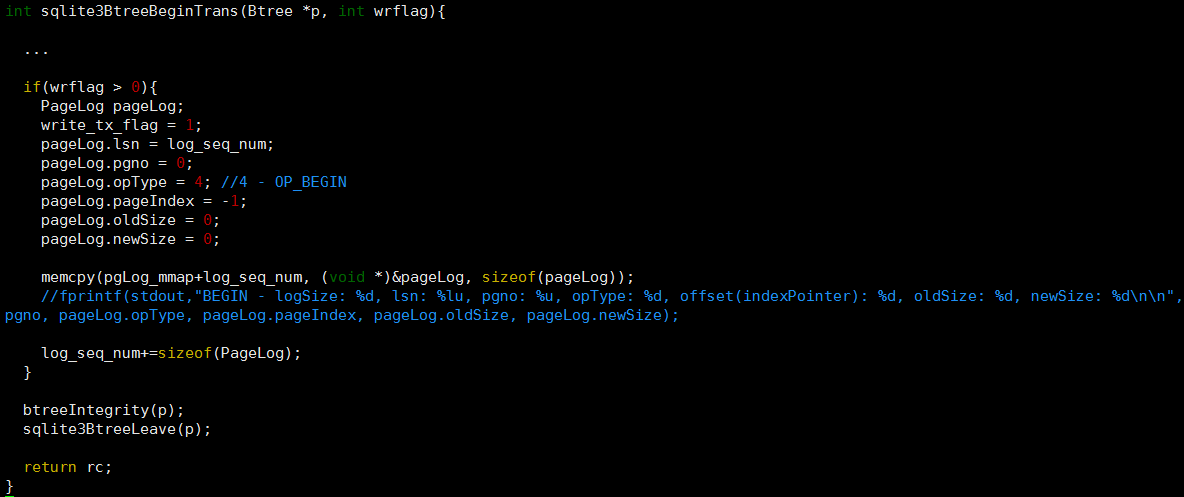 int sqlite3BtreeBeginTrans(Btree *p, int wrflag){
...
if(wrflag > 0){
PageLog pageLog;
write_tx_flag = 1;
pageLog.lsn = log_seq_num;
pageLog.pgno = 0;
pageLog.opType = 4; //4 - OP_BEGIN
pageLog.pageIndex = -1;
pageLog.oldSize = 0;
pageLog.newSize = 0;
memcpy(pgLog_mmap+log_seq_num, (void *)&pageLog, sizeof(pageLog));
//fprintf(stdout,"BEGIN - logSize: %d, lsn: %lu, pgno: %u, opType: %d, offset(indexPointer): %d, oldSize: %d, newSize: %d\n\n",
pgno, pageLog.opType, pageLog.pageIndex, pageLog.oldSize, pageLog.newSize);
log_seq_num+=sizeof(PageLog);
}
btreeIntegrity(p);
sqlite3BtreeLeave(p);
return rc;
}